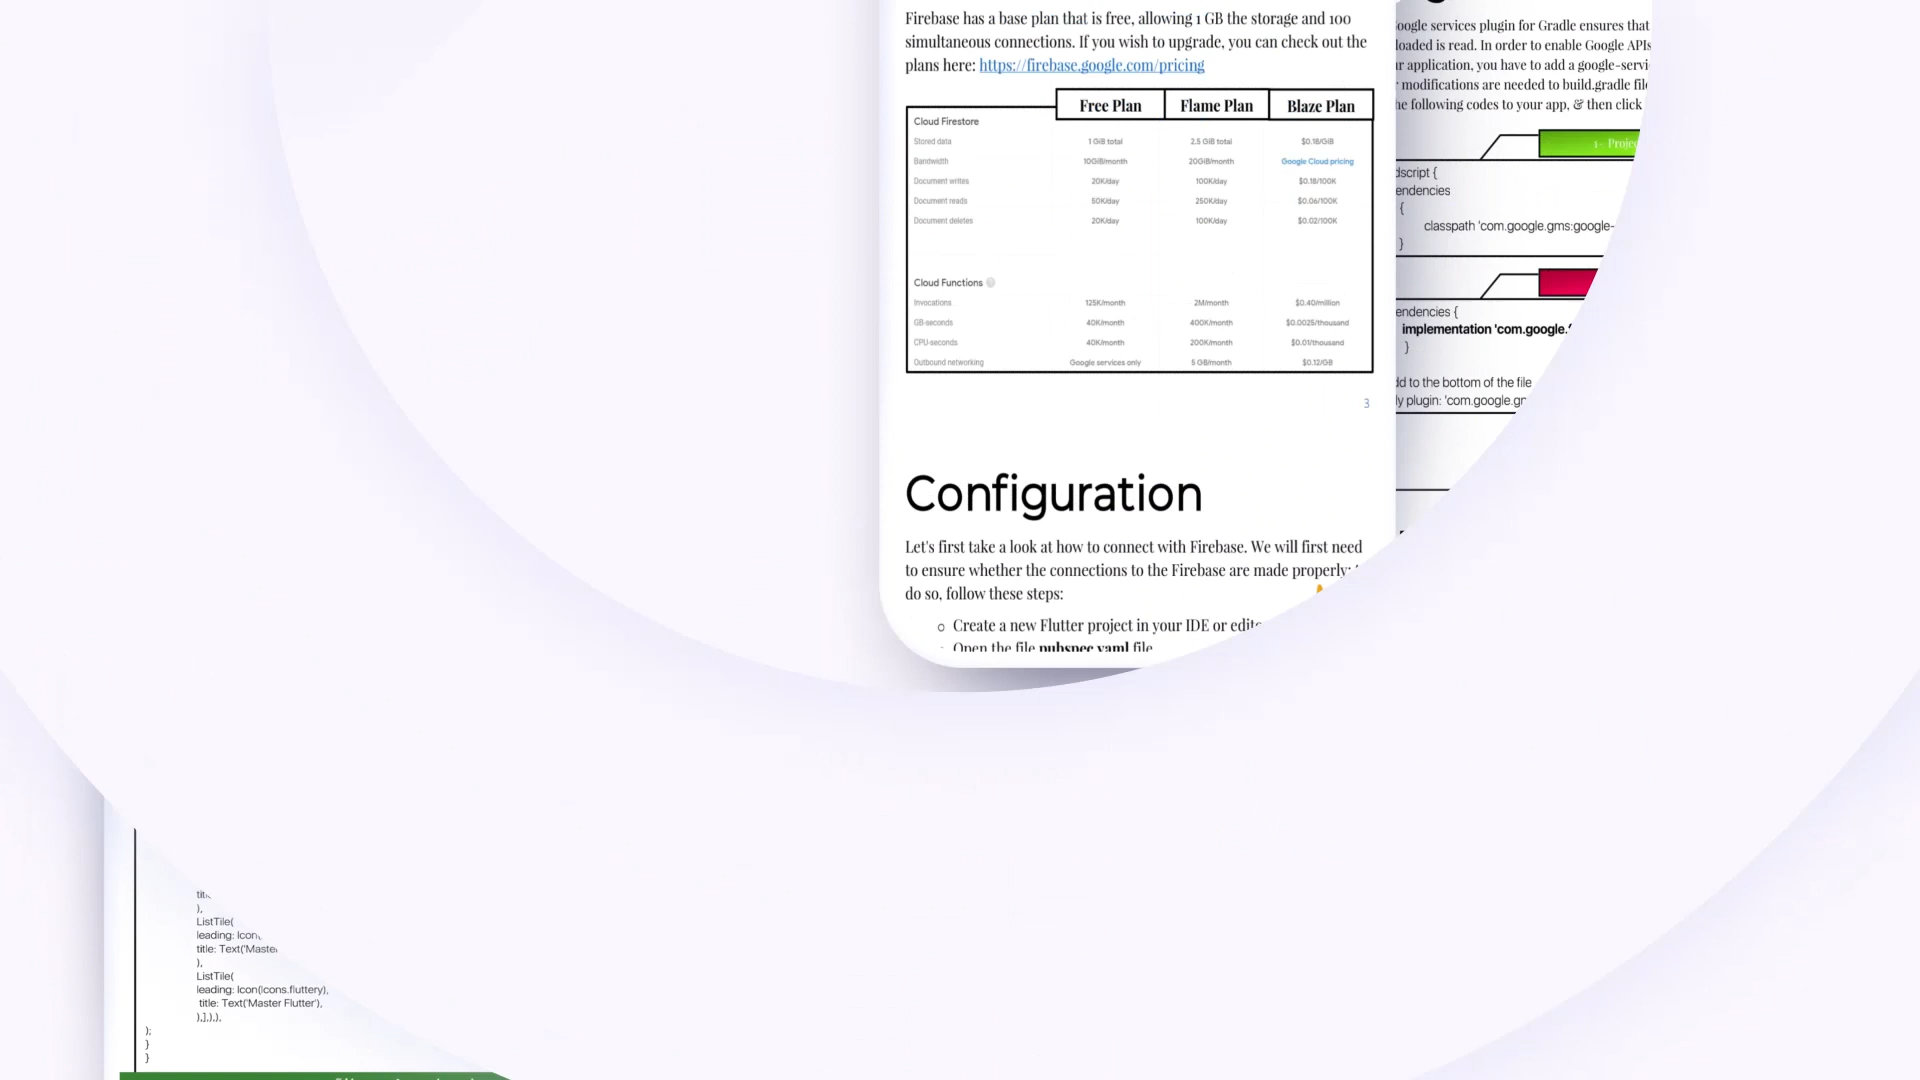 Firebase has a base plan that is free, allowing 1 GB the storage and 100
simultaneous connections. If you wish to upgrade, you can check out the
plans here: https://firebase.google.com/pricing
Free Plan Flame Plan Blaze Plan
Cloud Firestore
Stored data 1 GiB total 2.5 GiB total $0.18/GiB
Bandwidth 10GiB/month 20GiB/month Google Cloud pricing
Document writes 20K/day 100K/day $0.18/100K
Document reads 50K/day 250K/day $0.06/100K
Document deletes 20K/day 100K/day $0.02/100K
Cloud Functions
Invocations 125K/month 2M/month $0.40/million
GB-seconds 40K/month 400K/month $0.0025/thousand
CPU-seconds 40K/month 200K/month $0.01/thousand
Outbound networking Google services only 5 GB/month $0.12/GB
3
Configuration
Let's first take a look at how to connect with Firebase. We will first need
to ensure whether the connections to the Firebase are made properly;
do so, follow these steps:
o Create a new Flutter project in your IDE or
Open the file pubspec.yaml file
oogle services plugin for Gradle ensures that
loaded is read. In order to enable Google APIs
r application, you have to add a google-servi
modifications are needed to build.gradle file
he following codes to your app, & then click
1- Projec
dscript {
endencies
{
classpath 'com.google.gms:google-
}
endencies {
implementation 'com.google.
}
dd to the bottom of the file
ly plugin: 'com.google.gm
),
ListTile(
leading: Icon
title: Text('Master
),
ListTile(
leading: Icon(Icons.fluttery),
title: Text('Master Flutter'),
),],),),
);
}
}